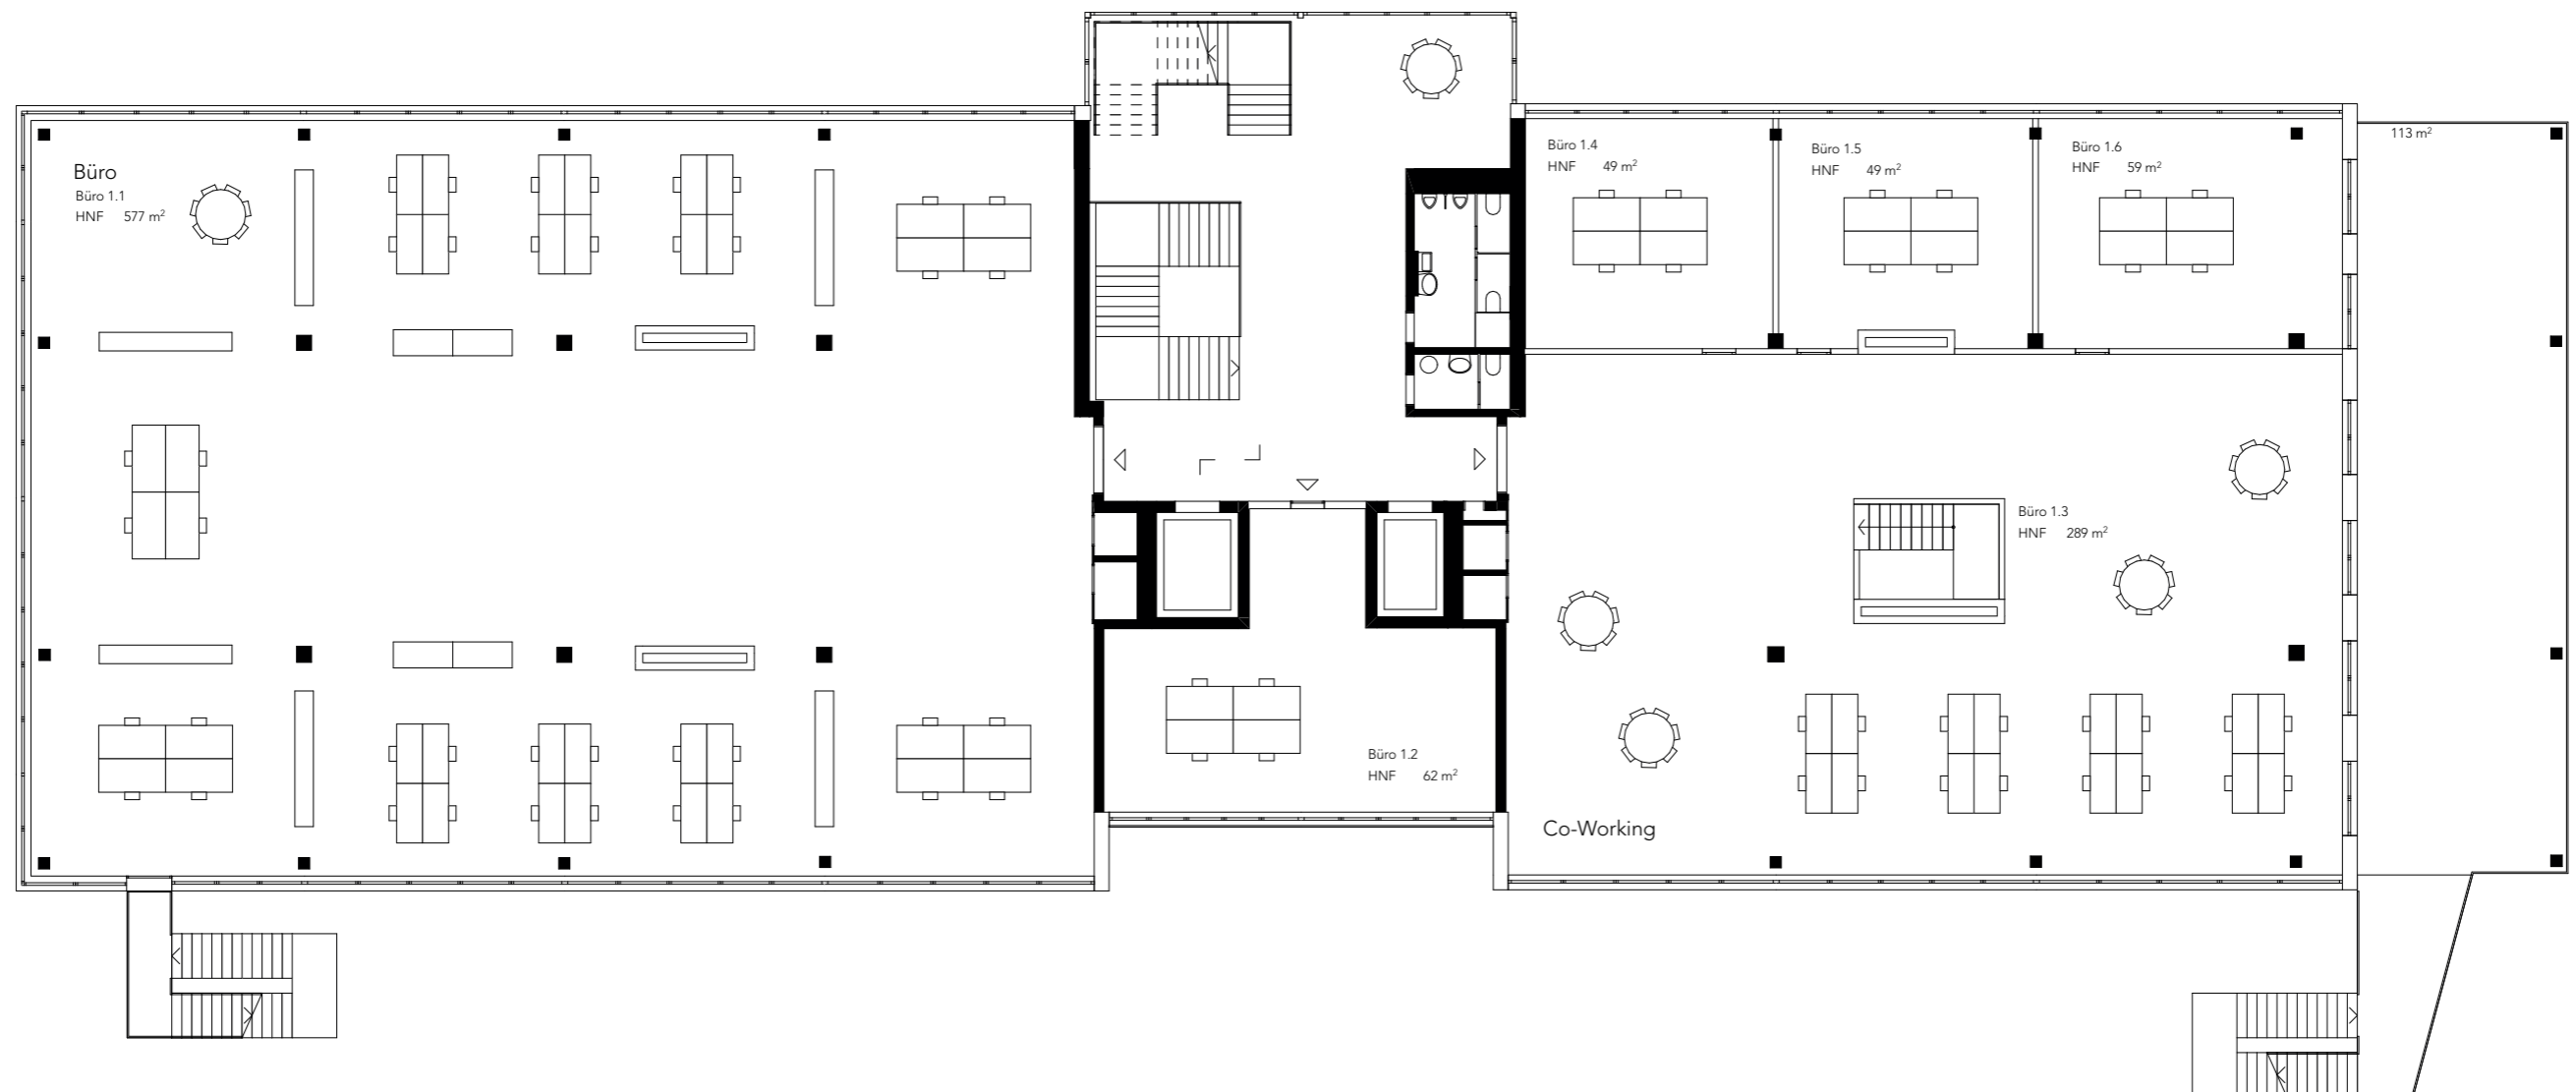 Büro
Büro 1.1
HNF 577 m²
Büro 1.4
HNF 49 m²
Büro 1.5
HNF 49 m²
Büro 1.6
HNF 59 m²
113 m²
Büro 1.3
HNF 289 m²
Büro 1.2
HNF 62 m²
Co-Working